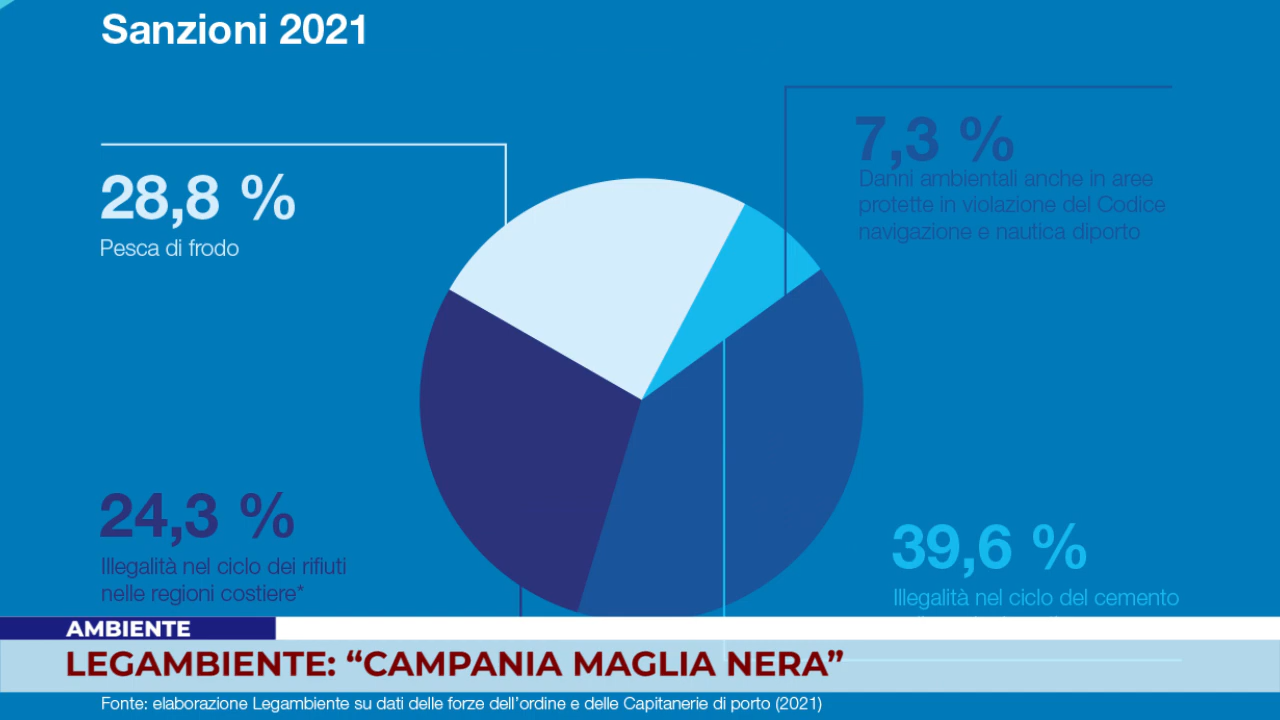 Sanzioni 2021
28,8 %
Pesca di frodo
7,3 %
Danni ambientali anche in aree
protette in violazione del Codice
navigazione e nautica diporto
24,3 %
Illegalità nel ciclo dei rifiuti
nelle regioni costiere*
39,6 %
Illegalità nel ciclo del cemento
AMBIENTE
LEGAMBIENTE: “CAMPANIA MAGLIA NERA”
Fonte: elaborazione Legambiente su dati delle forze dell’ordine e delle Capitanerie di porto (2021)